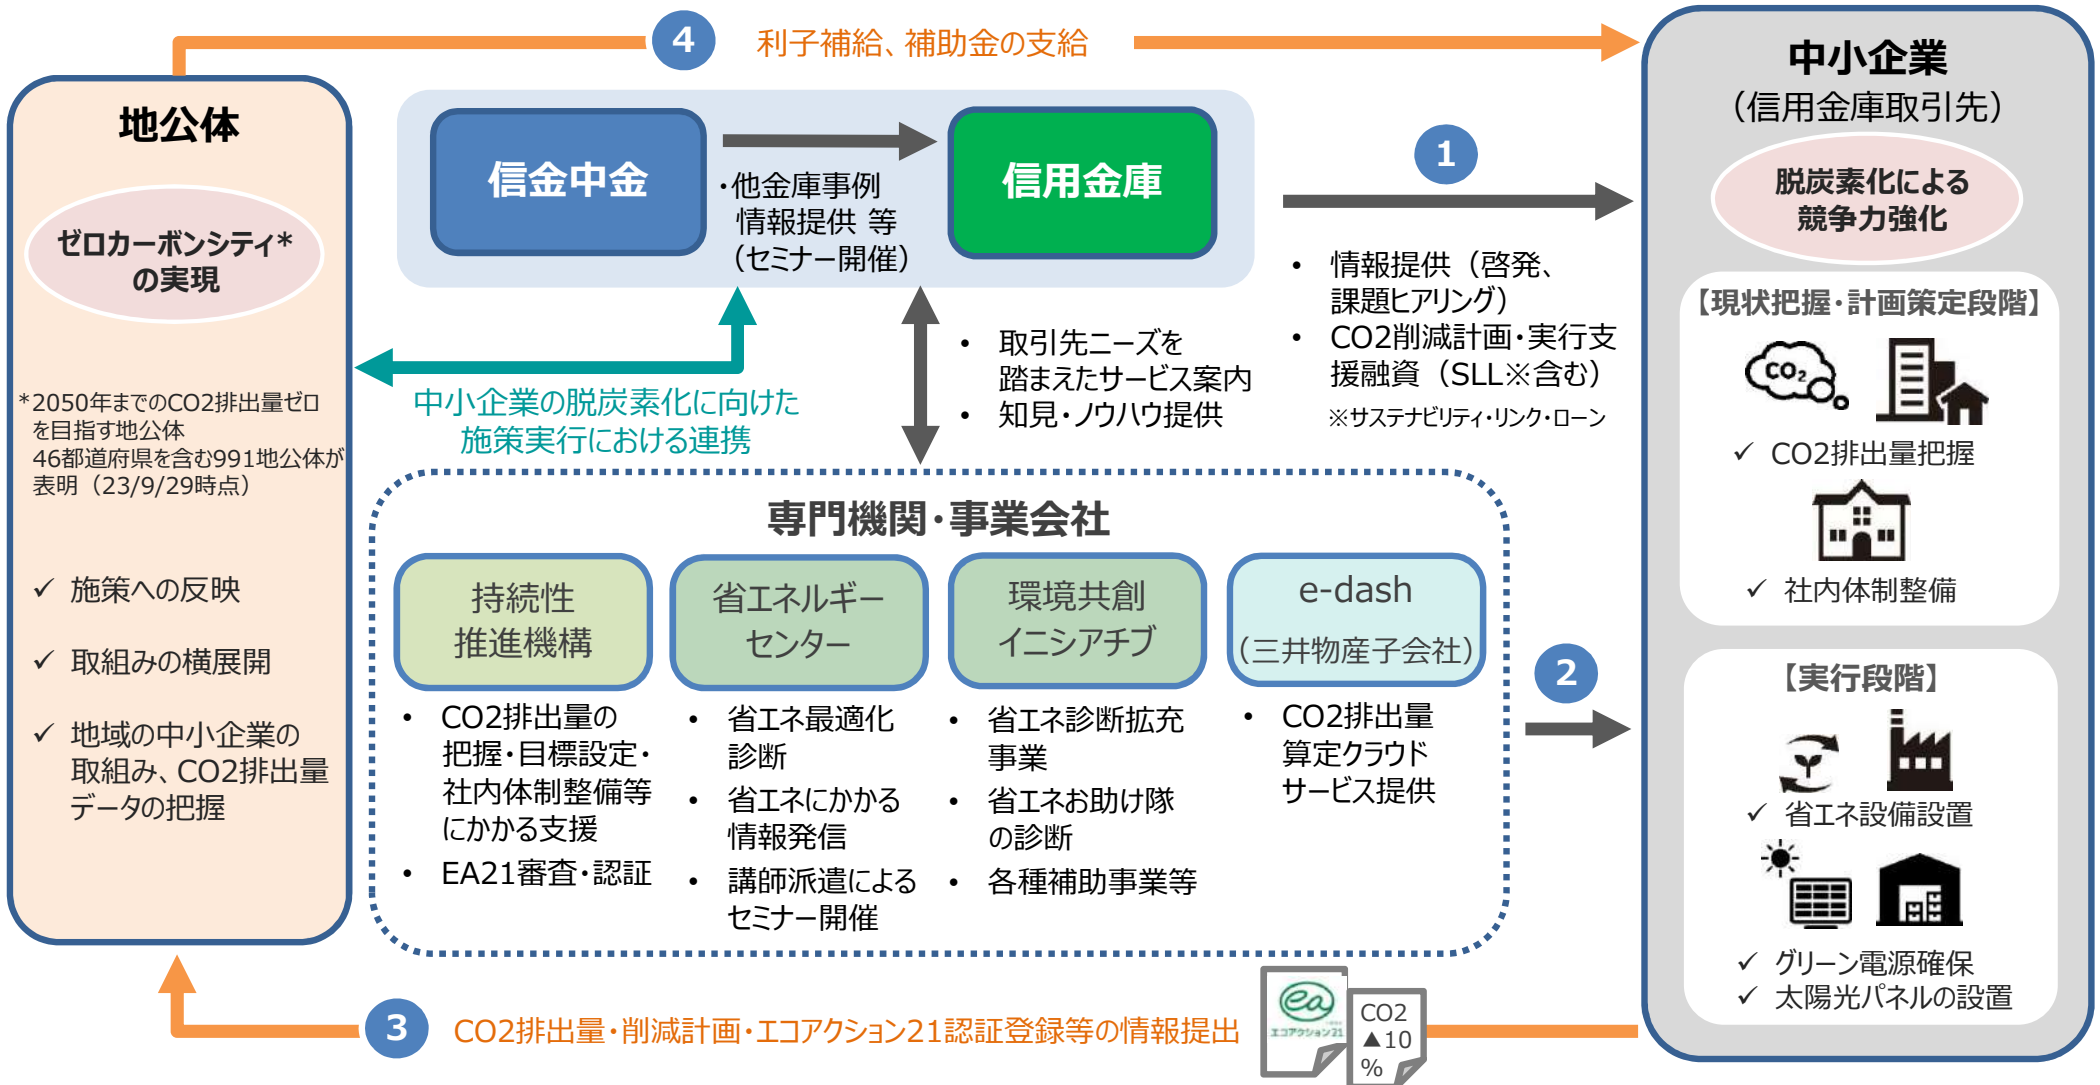 4
利子補給、補助金の支給
地公体
ゼロカーボンシティ*
の実現
*2050年までのCO2排出量ゼロ
を目指す地公体
46都道府県を含む991地公体が
表明（23/9/29時点）
✓ 施策への反映
✓ 取組みの横展開
✓ 地域の中小企業の
取組み、CO2排出量
データの把握
信金中金
・他金庫事例
情報提供 等
（セミナー開催）
信用金庫
中小企業の脱炭素化に向けた
施策実行における連携
• 取引先ニーズを
踏まえたサービス案内
• 知見・ノウハウ提供
1
• 情報提供（啓発、
課題ヒアリング）
• CO2削減計画・実行支
援融資（SLL※含む）
※サステナビリティ・リンク・ローン
専門機関・事業会社
持続性
推進機構
• CO2排出量の
把握・目標設定・
社内体制整備等
にかかる支援
• EA21審査・認証
省エネルギー
センター
• 省エネ最適化
診断
• 省エネにかかる
情報発信
• 講師派遣による
セミナー開催
環境共創
イニシアチブ
• 省エネ診断拡充
事業
• 省エネお助け隊
の診断
• 各種補助事業等
e-dash
（三井物産子会社）
• CO2排出量
算定クラウド
サービス提供
2
中小企業
（信用金庫取引先）
脱炭素化による
競争力強化
【現状把握・計画策定段階】
CO2
✓ CO2排出量把握
✓ 社内体制整備
【実行段階】
✓ 省エネ設備設置
✓ グリーン電源確保
✓ 太陽光パネルの設置
3
CO2排出量・削減計画・エコアクション21認証登録等の情報提出
ea
エコアクション21
CO2
▲10
%